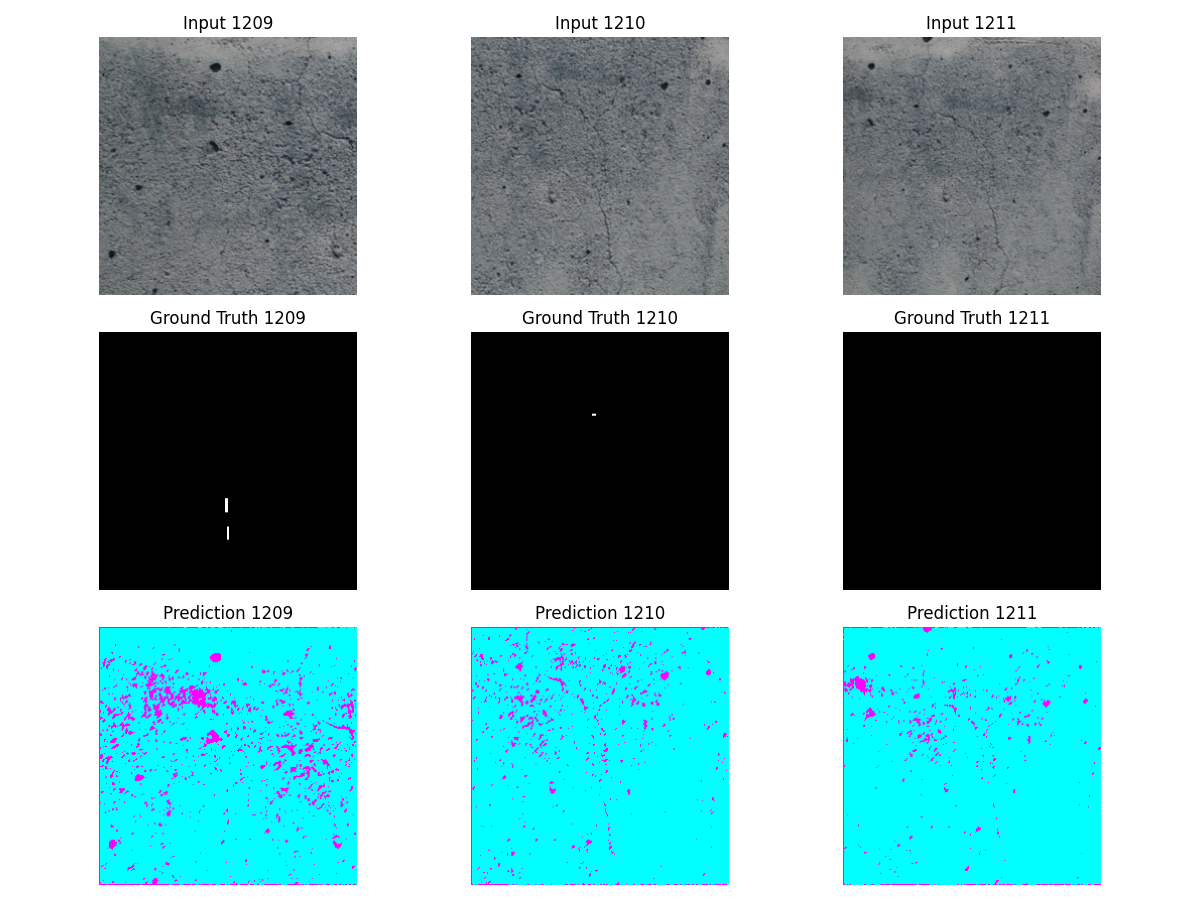 Input 1209
Input 1210
Input 1211
Ground Truth 1209
Ground Truth 1210
Ground Truth 1211
Prediction 1209
Prediction 1210
Prediction 1211